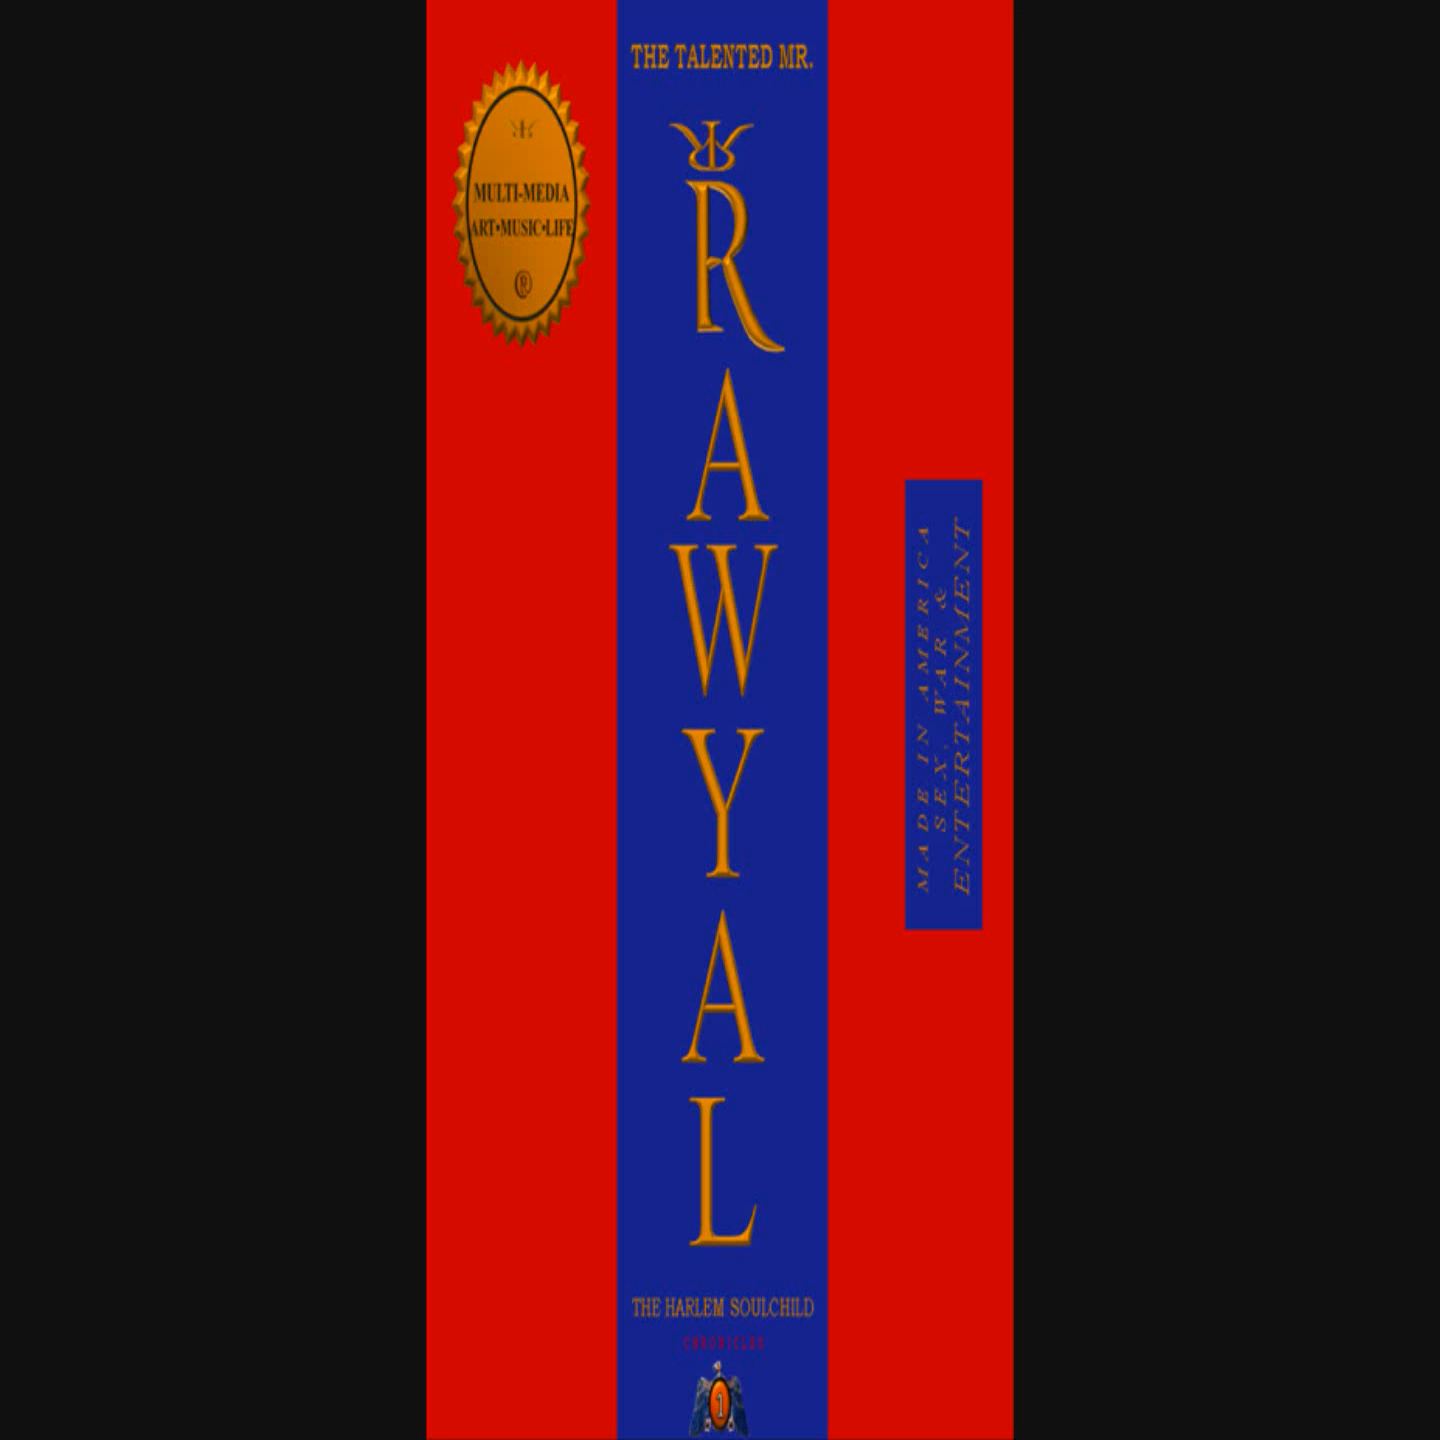 THE TALENTED MR.
RAWYAL
MULTI-MEDIA
ART•MUSIC•LIFE
®
MADE IN AMERICA
SEX, WAR &
ENTERTAINMENT
THE HARLEM SOULCHILD
CHRONICLES
1